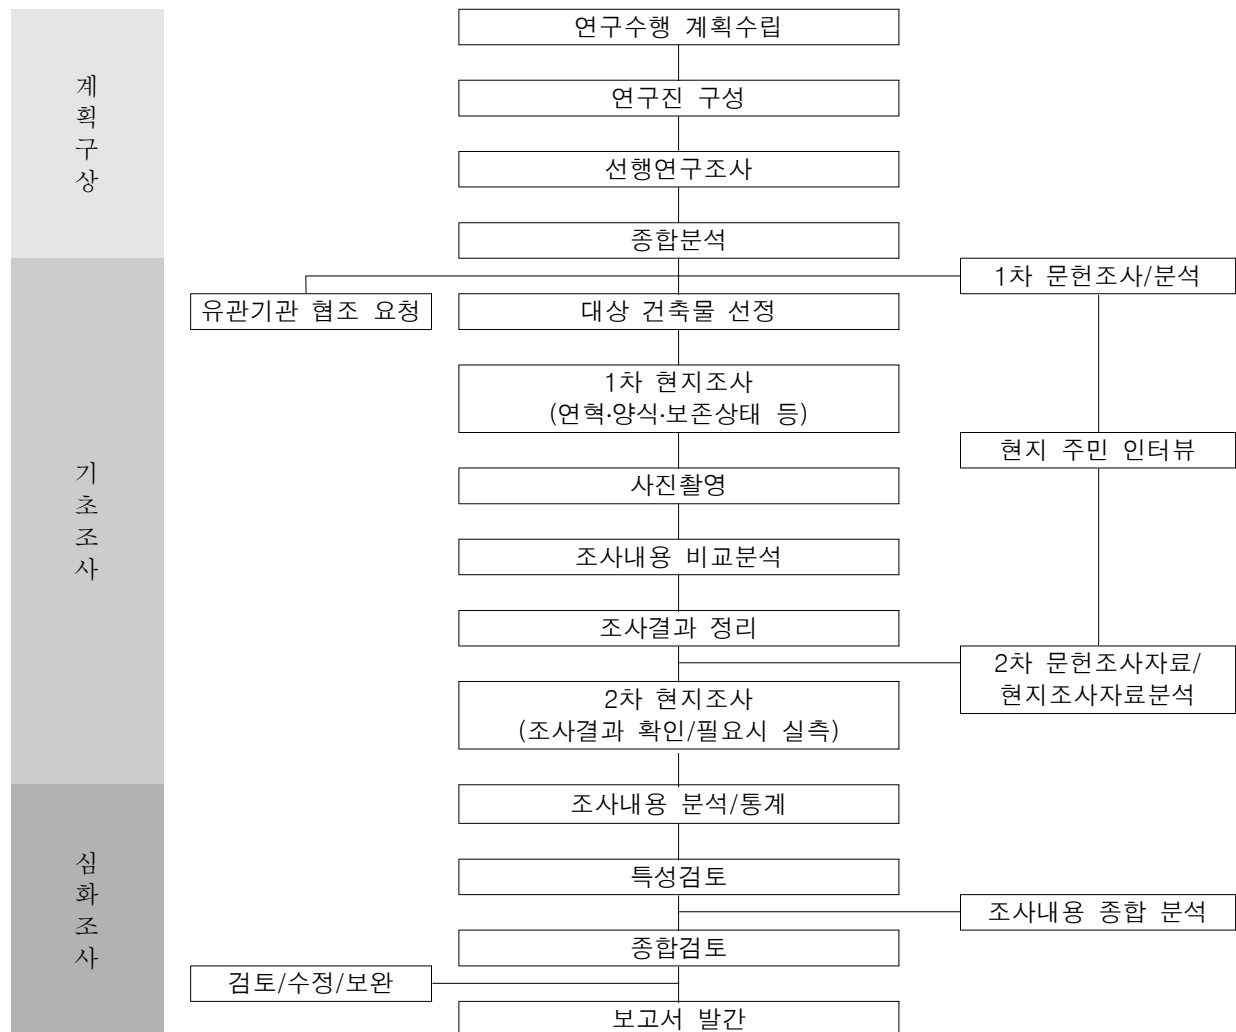 계획구상
연구수행 계획수립
연구진 구성
선행연구조사
종합분석
기초조사
1차 문헌조사/분석
유관기관 협조 요청
대상 건축물 선정
1차 현지조사
(연혁·양식·보존상태 등)
현지 주민 인터뷰
사진촬영
조사내용 비교분석
조사결과 정리
2차 문헌조사자료/
현지조사자료분석
2차 현지조사
(조사결과 확인/필요시 실측)
심화조사
조사내용 분석/통계
특성검토
조사내용 종합 분석
종합검토
검토/수정/보완
보고서 발간